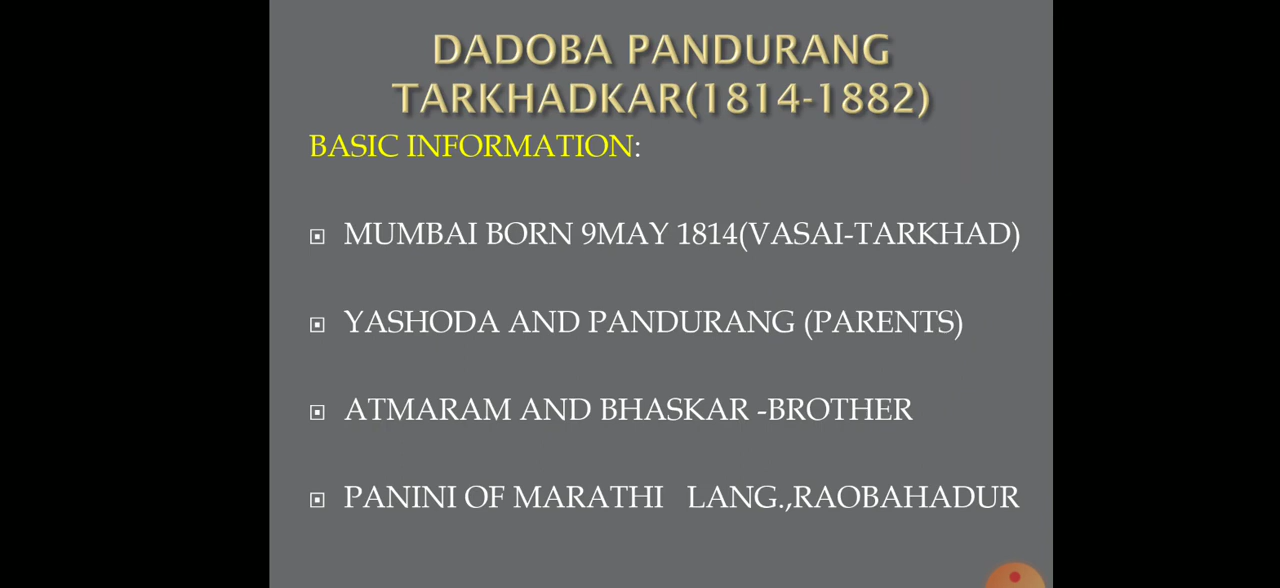 DADOBA PANDURANG
TARKHADKAR(1814-1882)
BASIC INFORMATION:
MUMBAI BORN 9MAY 1814(VASAI-TARKHAD)
YASHODA AND PANDURANG (PARENTS)
ATMARAM AND BHASKAR -BROTHER
PANINI OF MARATHI LANG.,RAOBAHADUR